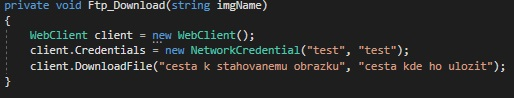 private void Ftp_Download(string imgName)
{
WebClient client = new WebClient();
client.Credentials = new NetworkCredential("test", "test");
client.DownloadFile("cesta k stahovanemu obrazku", "cesta kde ho ulozit");
}